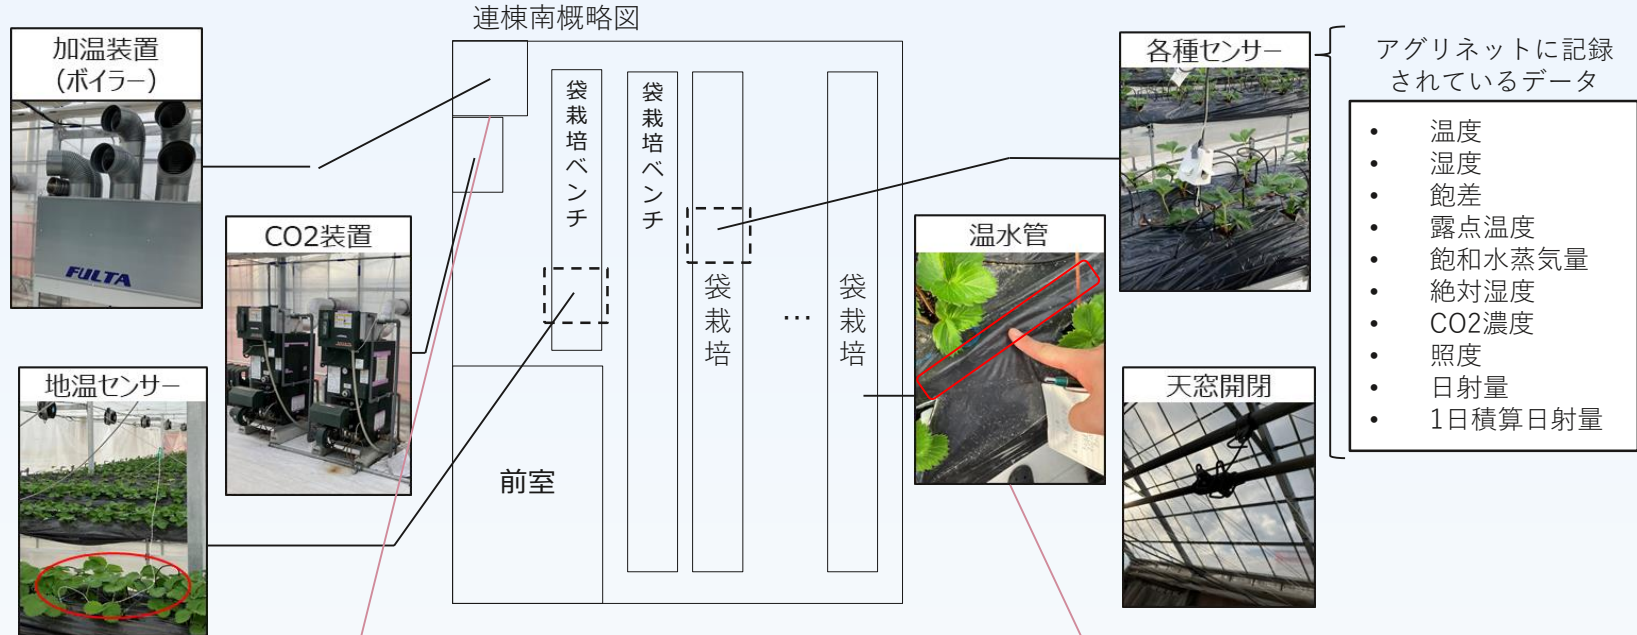 連棟南概略図
加温装置
(ボイラー)
CO2装置
地温センサー
袋栽培ベンチ
袋栽培ベンチ
袋栽培
…
袋栽培
前室
温水管
各種センサー
天窓開閉
アグリネットに記録
されているデータ
• 温度
• 湿度
• 飽差
• 露点温度
• 飽和水蒸気量
• 絶対湿度
• CO2濃度
• 照度
• 日射量
• 1日積算日射量
FULTA